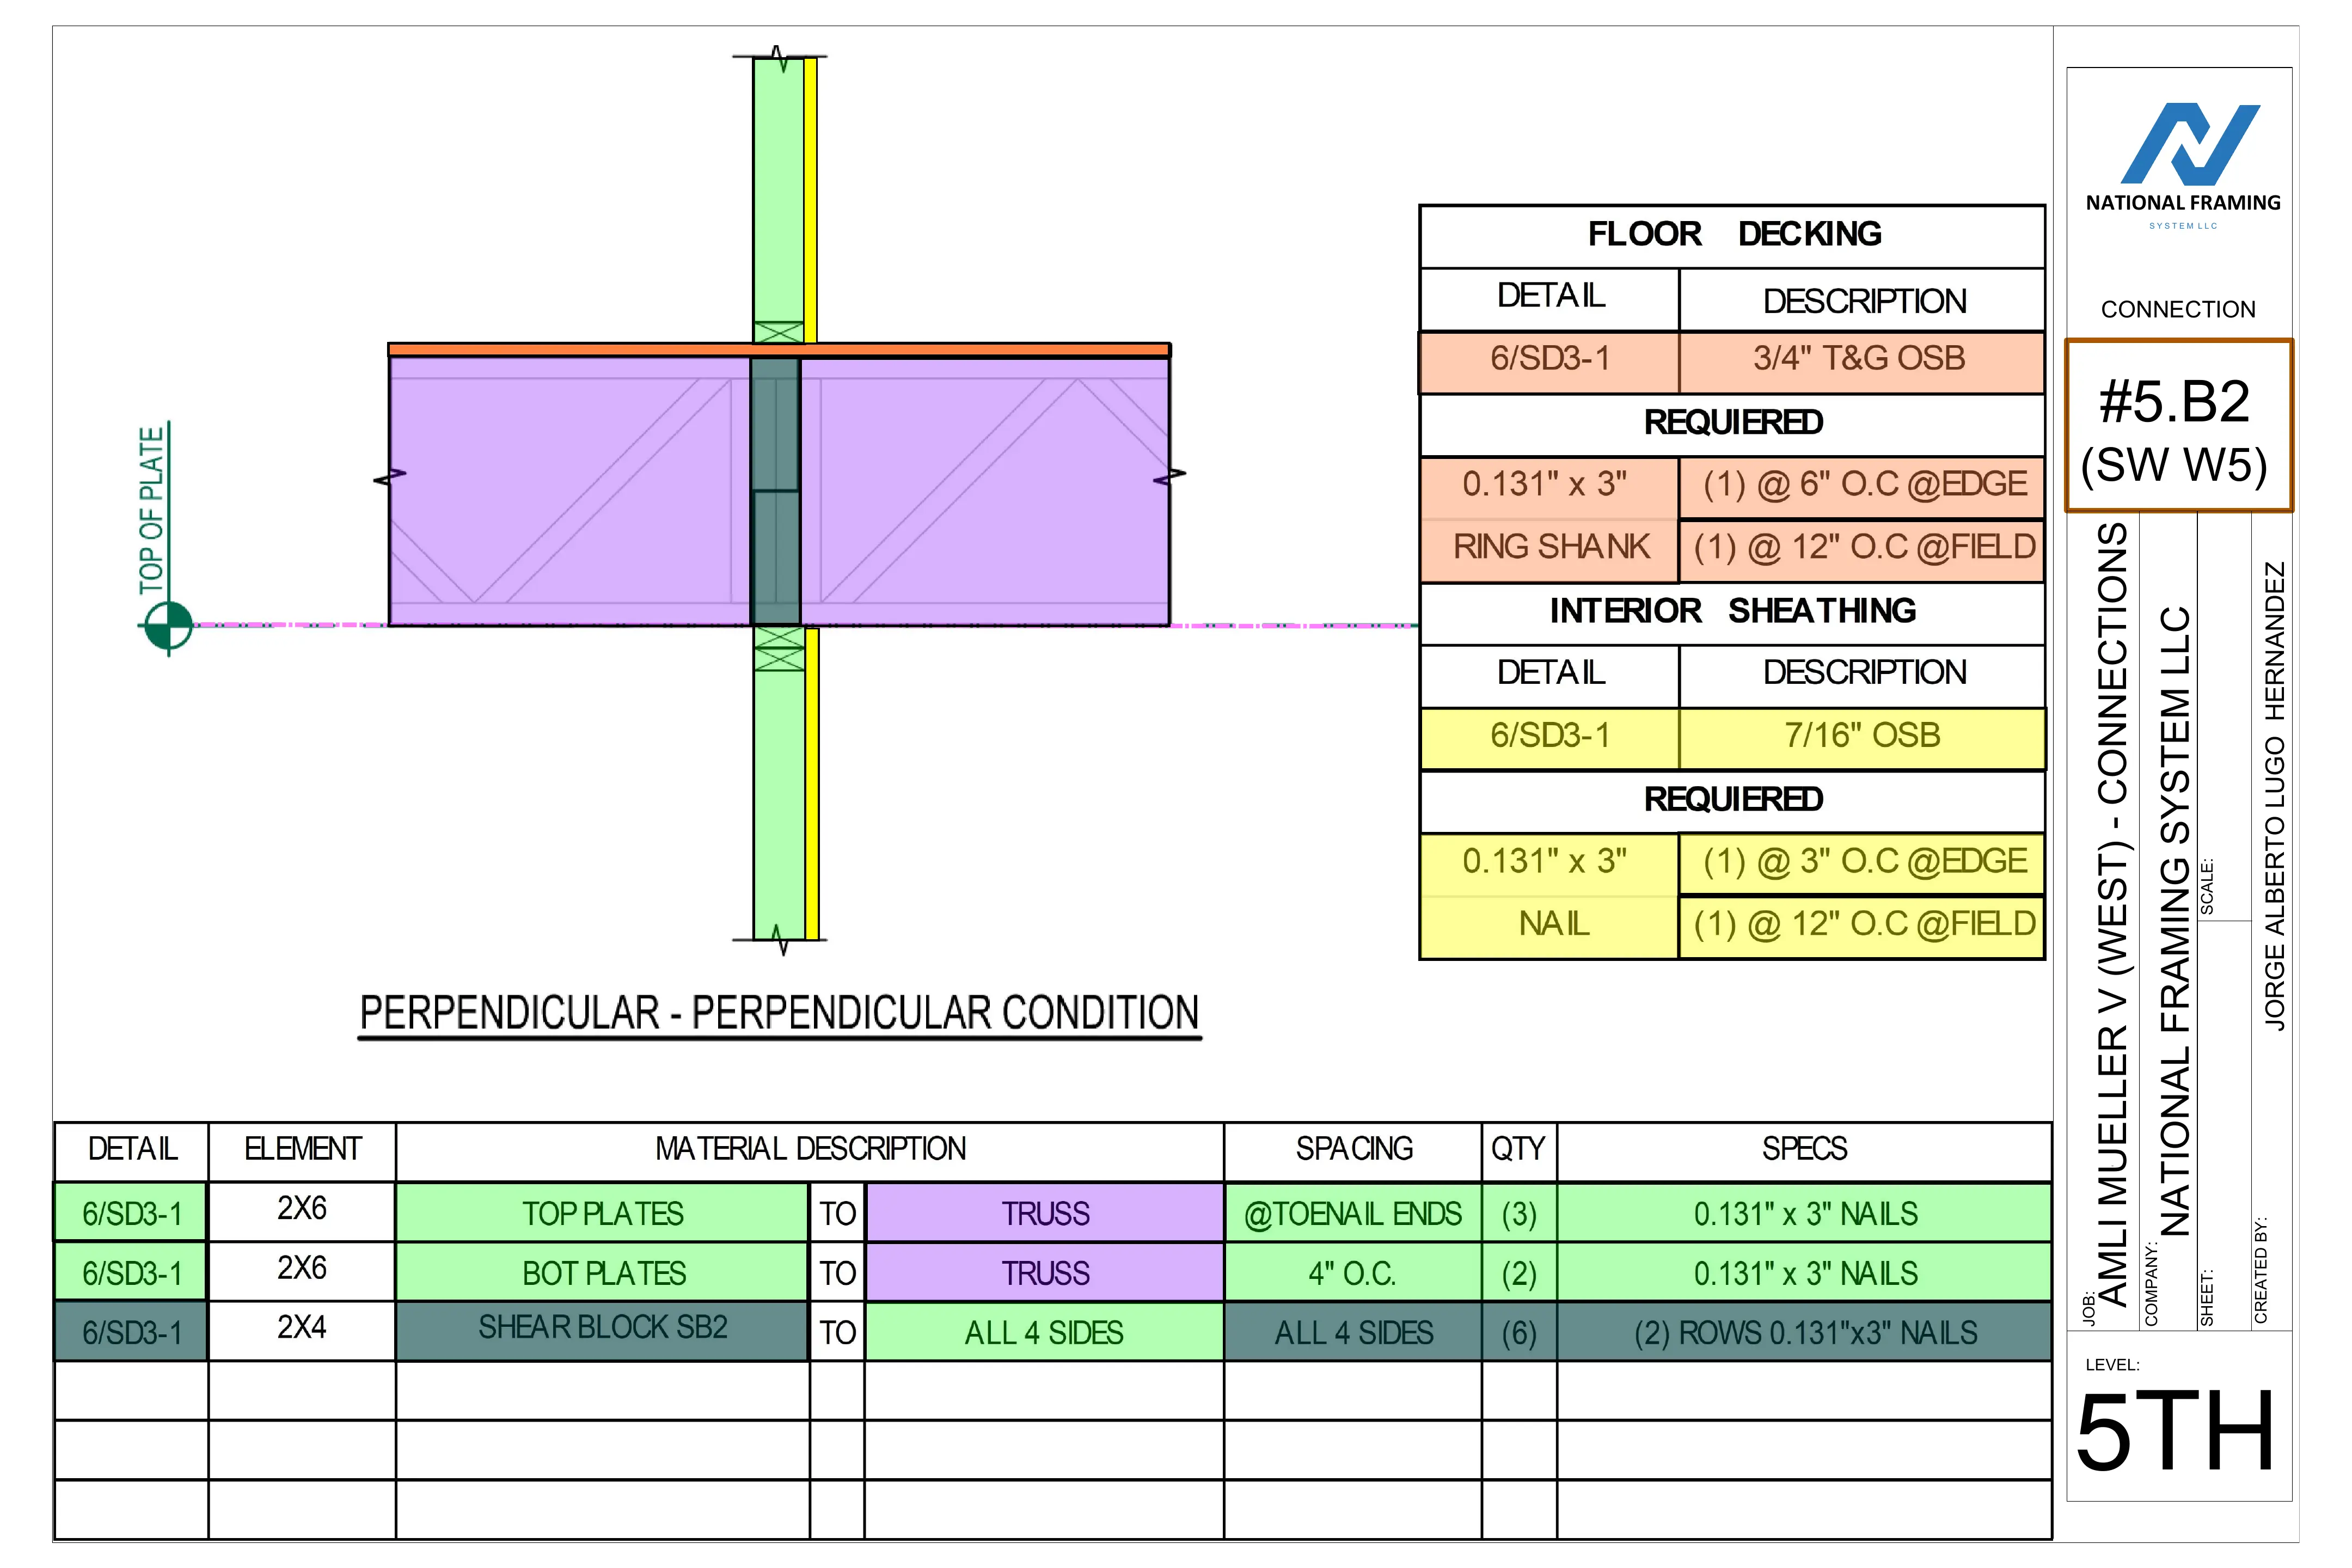 TOP OF PLATE
PERPENDICULAR - PERPENDICULAR CONDITION
FLOOR DECKING
DETAIL DESCRIPTION
6/SD3-1 3/4" T&G OSB
REQUIERED
0.131" x 3" (1) @ 6" O.C @EDGE
RING SHANK (1) @ 12" O.C @FIELD
INTERIOR SHEATHING
DETAIL DESCRIPTION
6/SD3-1 7/16" OSB
REQUIERED
0.131" x 3" (1) @ 3" O.C @EDGE
NAIL (1) @ 12" O.C @FIELD
DETAIL ELEMENT MATERIAL DESCRIPTION SPACING QTY SPECS
6/SD3-1 2X6 TOP PLATES TO TRUSS @TOENAIL ENDS (3) 0.131" x 3" NAILS
6/SD3-1 2X6 BOT PLATES TO TRUSS 4" O.C. (2) 0.131" x 3" NAILS
6/SD3-1 2X4 SHEAR BLOCK SB2 TO ALL 4 SIDES ALL 4 SIDES (6) (2) ROWS 0.131"x3" NAILS
NATIONAL FRAMING
SYSTEM LLC
CONNECTION
#5.B2
(SW W5)
JOB:
AMLI MUELLER V (WEST) - CONNECTIONS
COMPANY:
NATIONAL FRAMING SYSTEM LLC
SHEET:
SCALE:
CREATED BY:
JORGE ALBERTO LUGO HERNANDEZ
LEVEL:
5TH